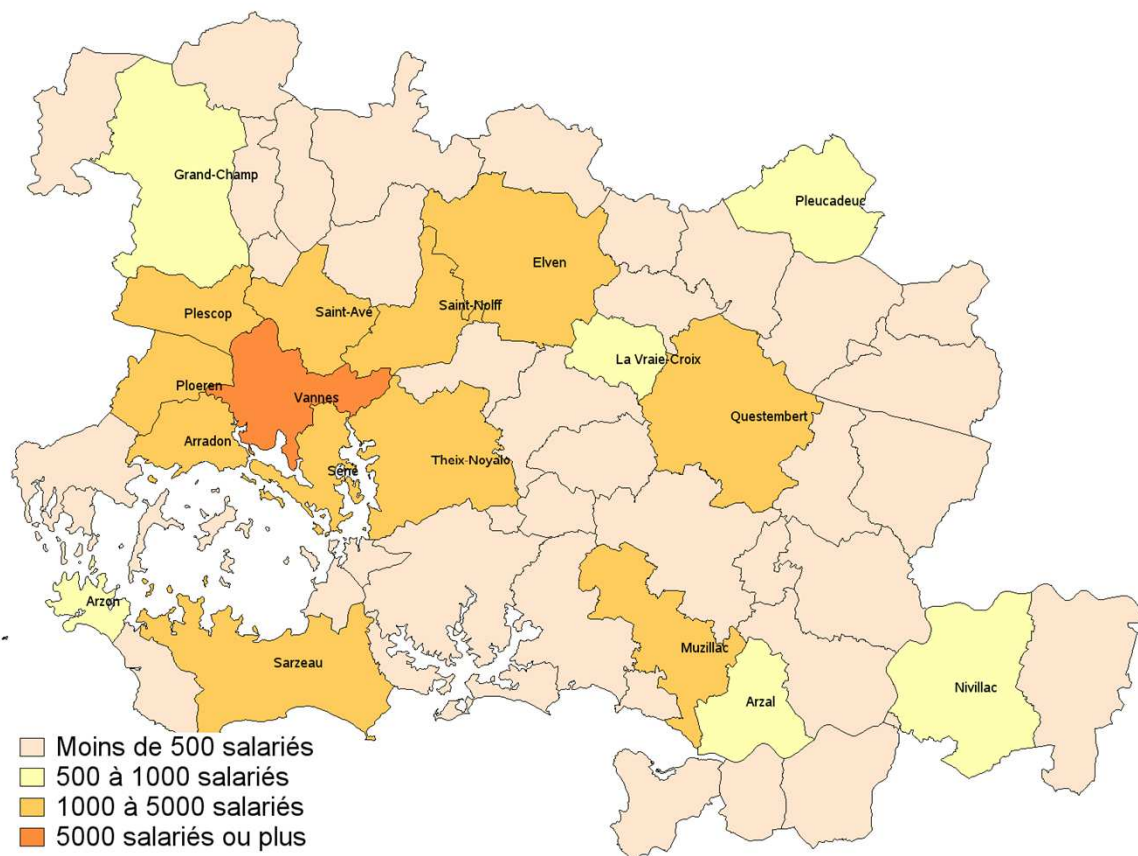 Grand-Champ
Pleucadeuc
Elven
Plescop
Saint-Avé
Saint-Nolff
La Vraie-Croix
Ploeren
Vannes
Questembert
Arradon
Séné
Theix-Noyalo
Arzon
Sarzeau
Muzillac
Arzal
Nivillac
Moins de 500 salariés
500 à 1000 salariés
1000 à 5000 salariés
5000 salariés ou plus